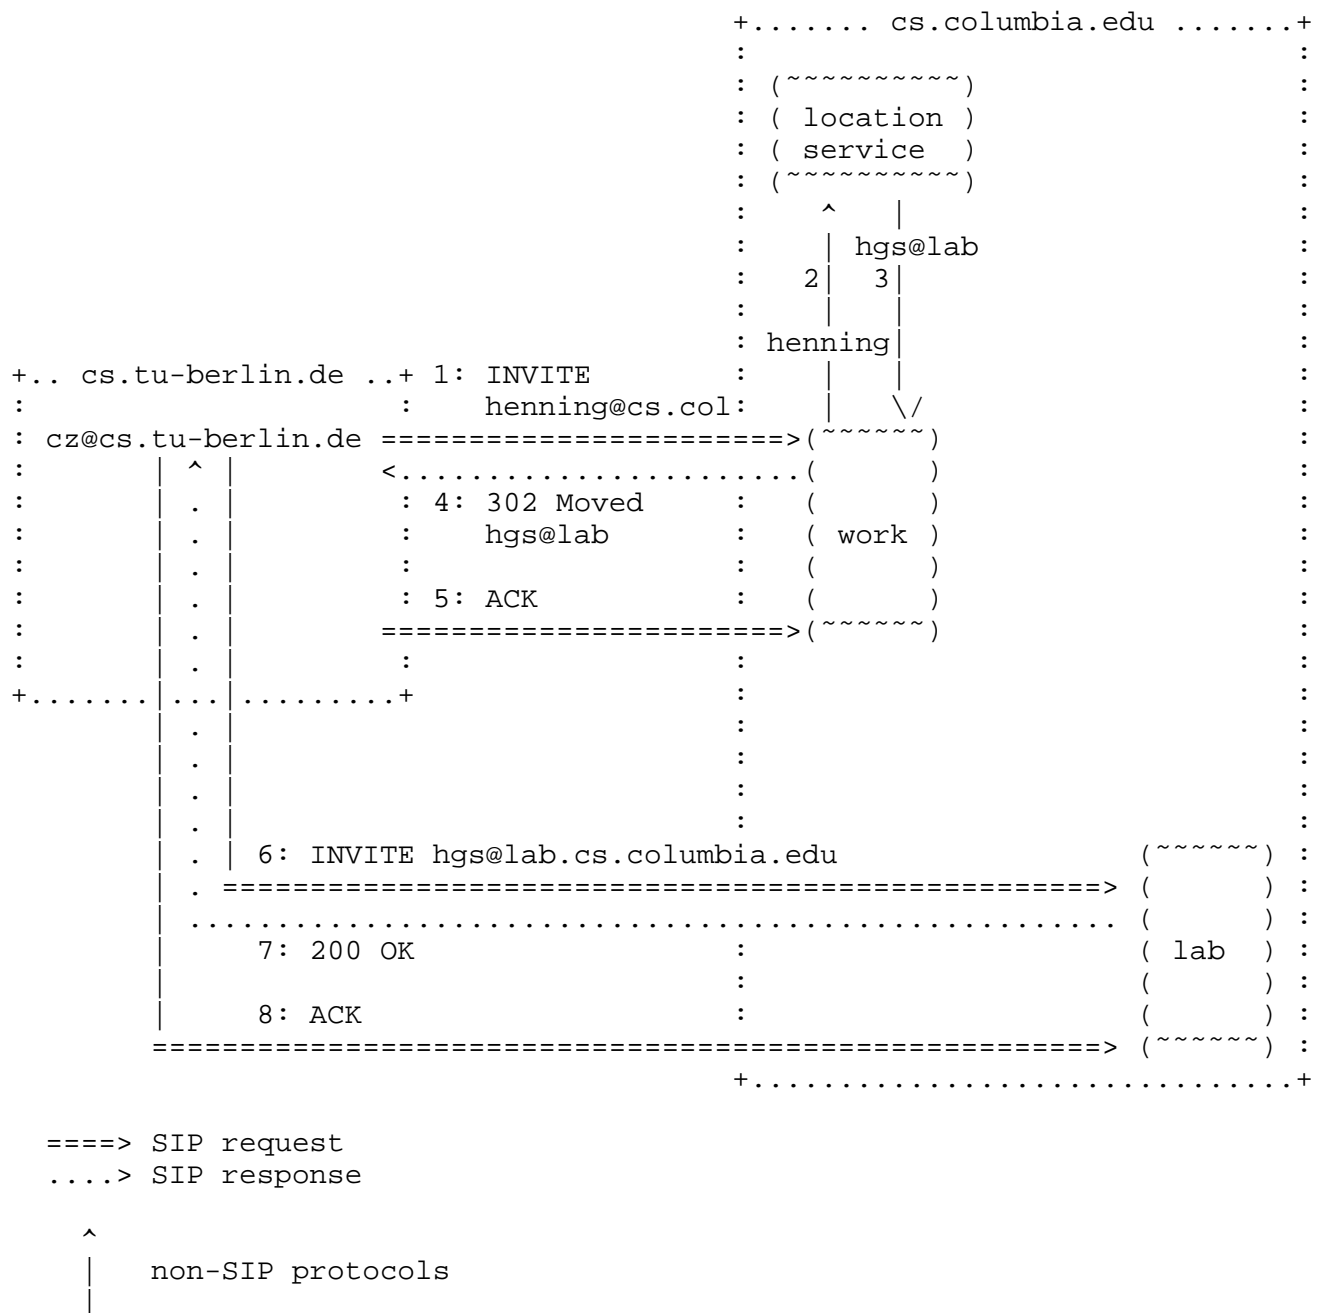 cs.columbia.edu
location
service
hgs@lab
2 3
henning
cs.tu-berlin.de 1: INVITE
henning@cs.col
cz@cs.tu-berlin.de
4: 302 Moved
hgs@lab work
5: ACK
6: INVITE hgs@lab.cs.columbia.edu
7: 200 OK lab
8: ACK
====> SIP request
....> SIP response
non-SIP protocols